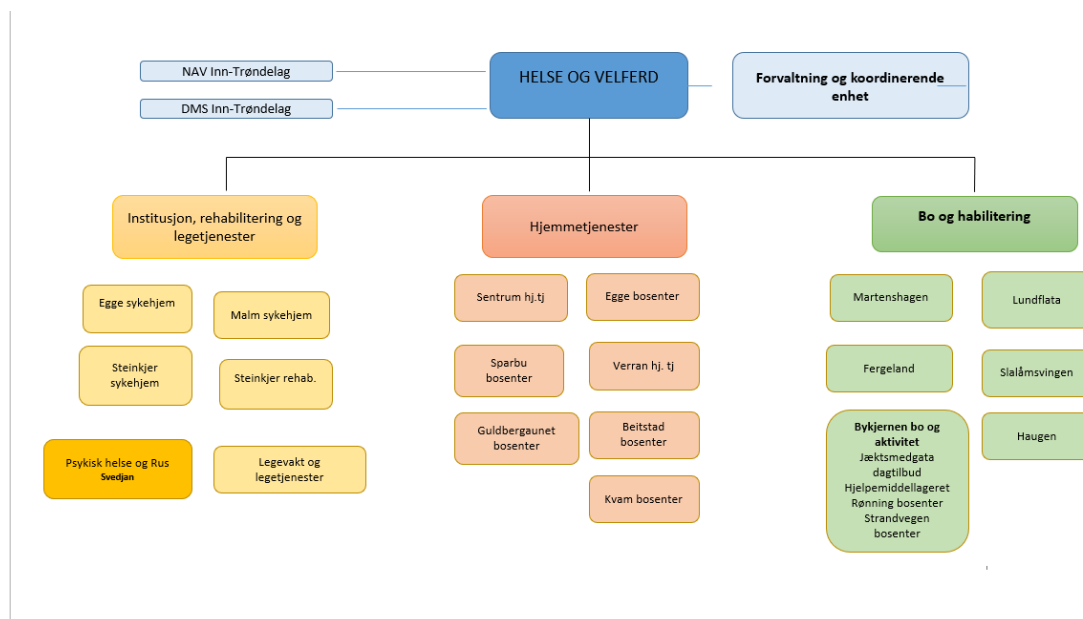 NAV Inn-Trøndelag
DMS Inn-Trøndelag
HELSE OG VELFERD
Forvaltning og koordinerende
enhet
Institusjon, rehabilitering og
legetjenester
Egge sykehjem
Malm sykehjem
Steinkjer
sykehjem
Steinkjer rehab.
Psykisk helse og Rus
Svedjan
Legevakt og
legetjenester
Hjemmetjenester
Sentrum hj.tj
Egge bosenter
Sparbu
bosenter
Verran hj. tj
Guldbergaunet
bosenter
Beitstad
bosenter
Kvam bosenter
Bo og habilitering
Martenshagen
Lundflata
Fergeland
Slalåmsvingen
Bykjernen bo og
aktivitet
Jæktsmedgata
dagtilbud
Hjelpemiddellageret
Rønning bosenter
Strandvegen
bosenter
Haugen